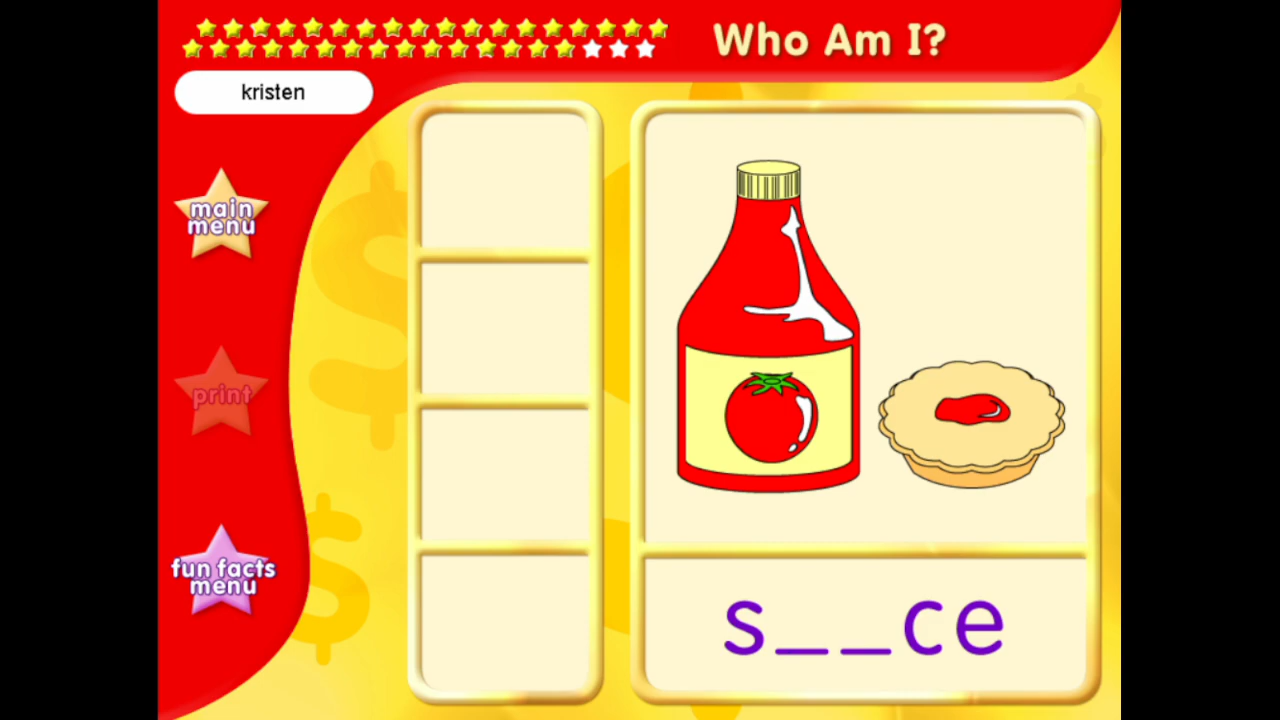 Who Am I?
kristen
main
menu
print
fun facts
menu
s__ce